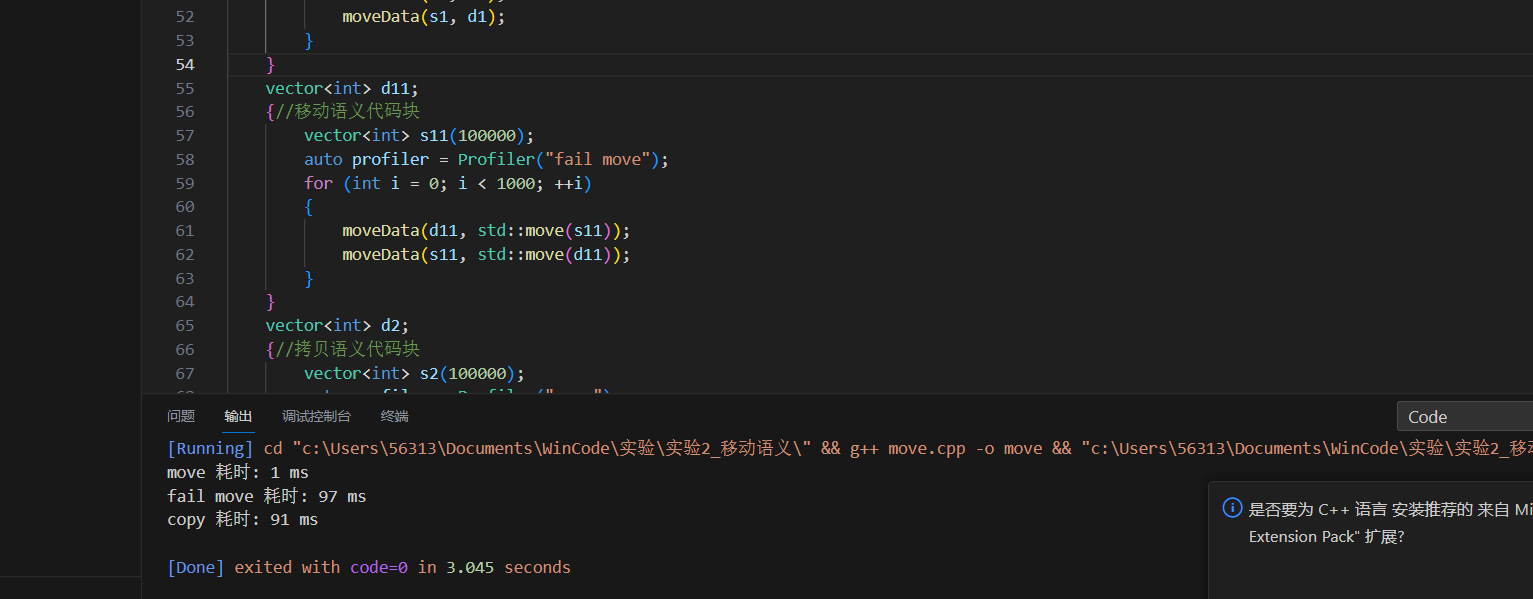 52 moveData(s1, d1);
53 }
54 }
55 vector<int> d11;
56 {//移动语义代码块
57 vector<int> s11(100000);
58 auto profiler = Profiler("fail move");
59 for (int i = 0; i < 1000; ++i)
60 {
61 moveData(d11, std::move(s11));
62 moveData(s11, std::move(d11));
63 }
64 }
65 vector<int> d2;
66 {//拷贝语义代码块
67 vector<int> s2(100000);
问题 输出 调试控制台 终端 Code
[Running] cd "c:\Users\56313\Documents\WinCode\实验\实验2_移动语义\" && g++ move.cpp -o move && "c:\Users\56313\Documents\WinCode\实验\实验2_移
move 耗时: 1 ms
fail move 耗时: 97 ms
copy 耗时: 91 ms
是否要为 C++ 语言 安装推荐的 来自 Mi
Extension Pack" 扩展?
[Done] exited with code=0 in 3.045 seconds